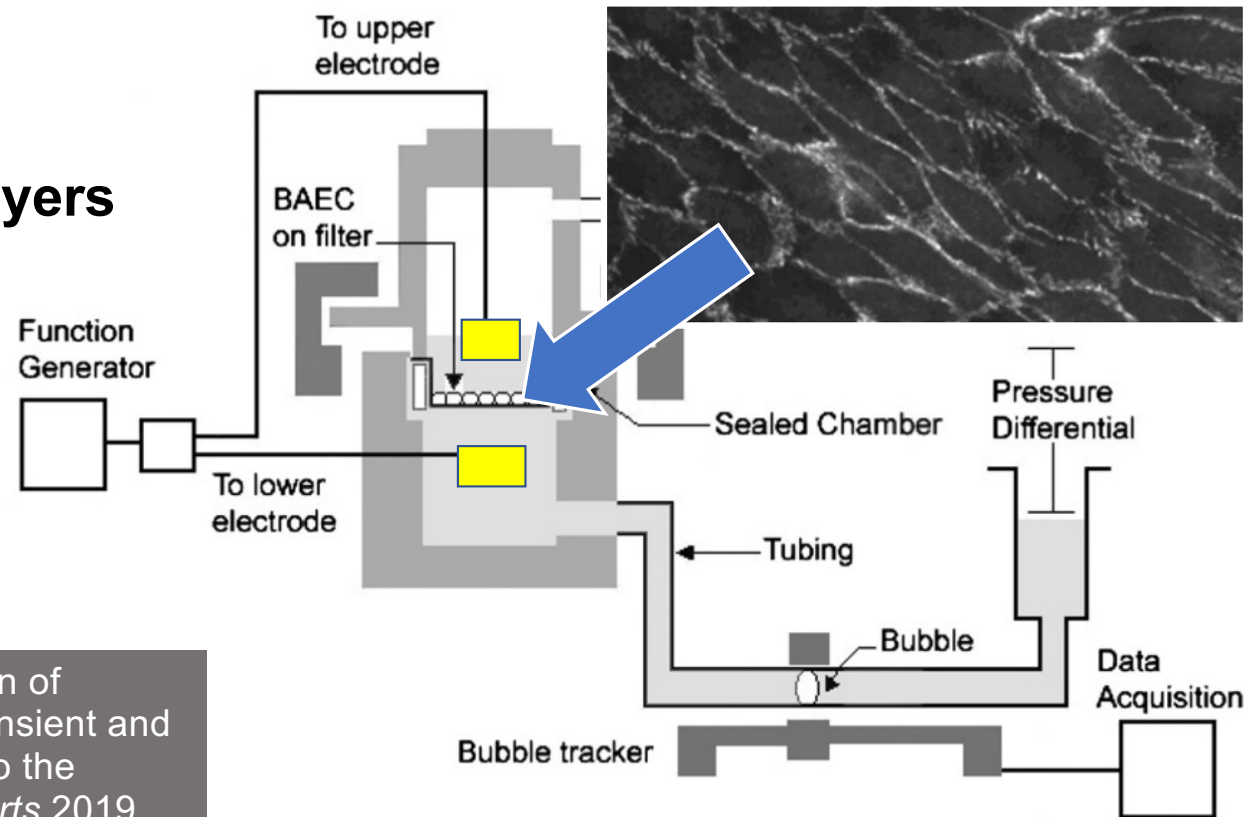 To upper
electrode
yers
BAEC
on filter
Function
Generator
Pressure
Differential
Sealed Chamber
To lower
electrode
Tubing
Bubble
Data
Acquisition
Bubble tracker
n of
nsient and
o the
rts 2019